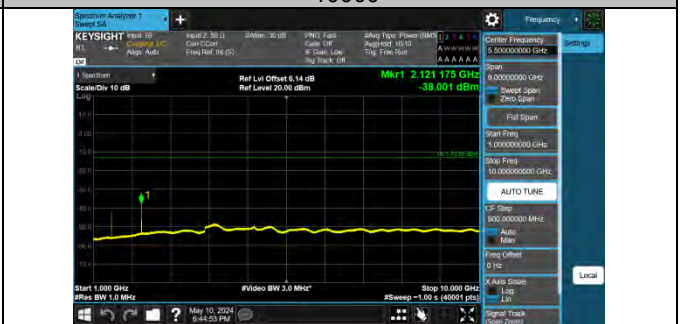 Spectrum Analyzer 1
Swept SA
Frequency
KEYSIGHT Input: RF
Coupling: DC
Align: Auto
Input Z: 50 Ω
Corr CCorr
Freq Ref: Int (S)
#Atten: 30 dB
PNO: Fast
Gate: Off
IF Gain: Low
Sig Track: Off
#Avg Type: Power (RMS)
Avg|Hold: 10/10
Trig: Free Run
A W W W W W
A A A A A A
1 Spectrum
Scale/Div 10 dB
Log
Ref Lvl Offset 6.14 dB
Ref Level 20.00 dBm
Mkr1 2.121 175 GHz
-38.001 dBm
1
Start 1.000 GHz
#Res BW 1.0 MHz
#Video BW 3.0 MHz*
Stop 10.000 GHz
#Sweep ~1.00 s (40001 pts)
May 10, 2024
6:44:53 PM
Center Frequency
5.500000000 GHz
Settings
Span
9.00000000 GHz
Swept Span
Zero Span
Full Span
Start Freq
1.000000000 GHz
Stop Freq
10.000000000 GHz
AUTO TUNE
CF Step
900.000000 MHz
Auto
Man
Freq Offset
0 Hz
X Axis Scale
Log
Lin
Signal Track
(Span Zoom)
Local